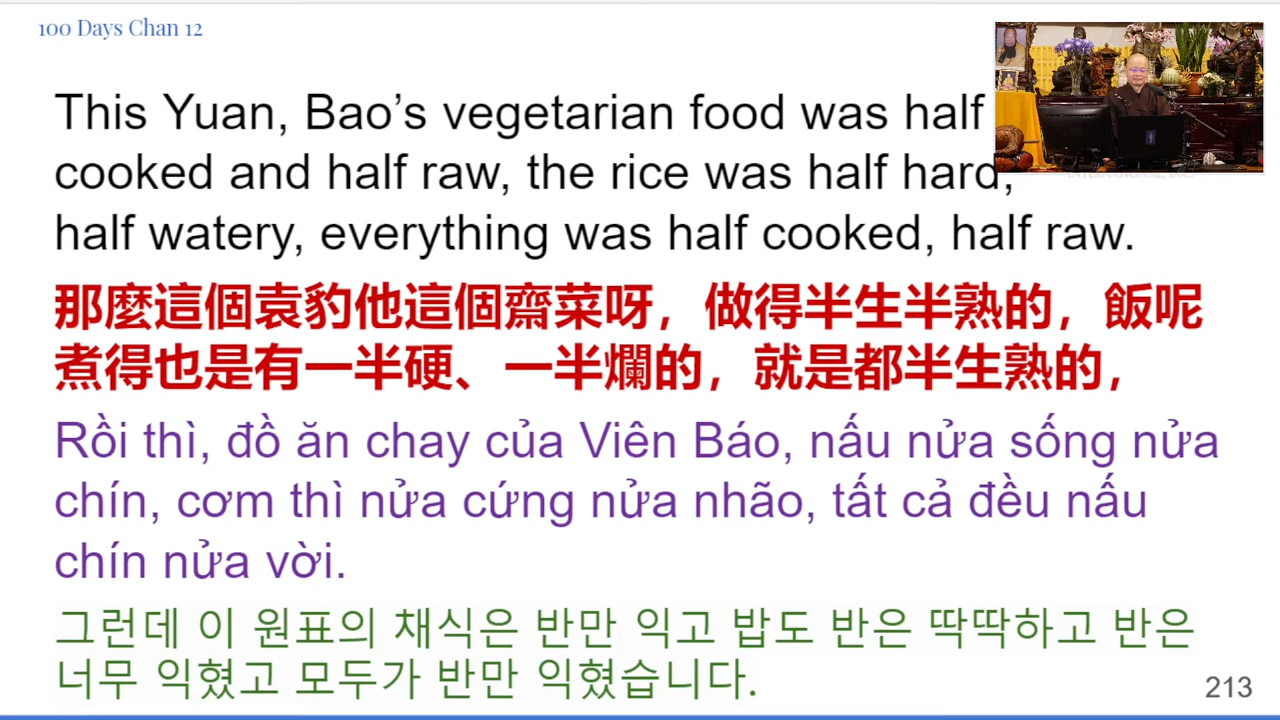 100 Days Chan 12
This Yuan, Bao’s vegetarian food was half
cooked and half raw, the rice was half hard,
half watery, everything was half cooked, half raw.
那麼這個袁豹他這個齋菜呀，做得半生半熟的，飯呢
煮得也是有一半硬、一半爛的，就是都半生熟的，
Rồi thì, đồ ăn chay của Viên Báo, nấu nửa sống nửa
chín, cơm thì nửa cứng nửa nhão, tất cả đều nấu
chín nửa vời.
그런데 이 원표의 채식은 반만 익고 밥도 반은 딱딱하고 반은
너무 익혔고 모두가 반만 익혔습니다.
213